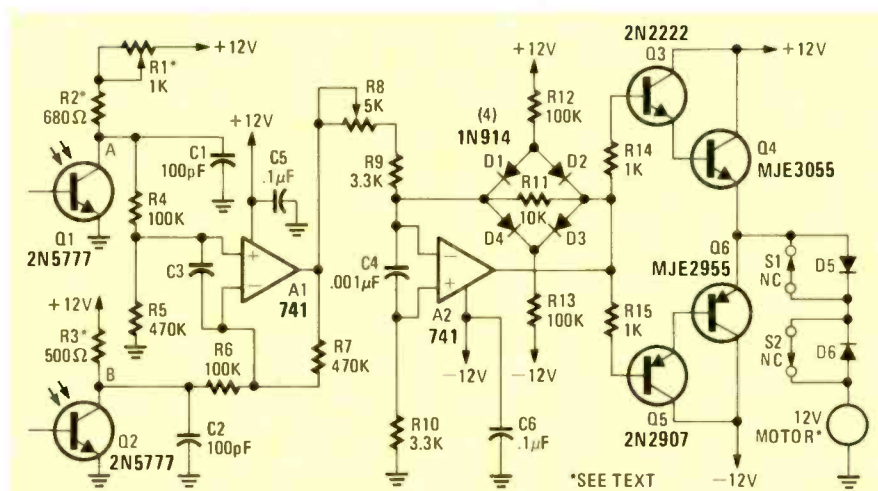 +12V
R1*
1K
R2*
680Ω
A
C1
100pF
Q1
2N5777
R4
100K
+12V
C5
.1µF
C3
A1
741
R5
470K
+12V
R3*
500Ω
B
R6
100K
R7
470K
Q2
2N5777
C2
100pF
R8
5K
R9
3.3K
C4
.001µF
A2
741
-12V
R10
3.3K
C6
.1µF
+12V
R12
100K
(4)
1N914
D1
D2
R11
10K
D4
D3
R13
100K
-12V
2N2222
Q3
+12V
R14
1K
Q4
MJE3055
Q6
MJE2955
R15
1K
Q5
2N2907
-12V
S1
NC
D5
S2
NC
D6
12V
MOTOR*
*SEE TEXT
+
-
-
+